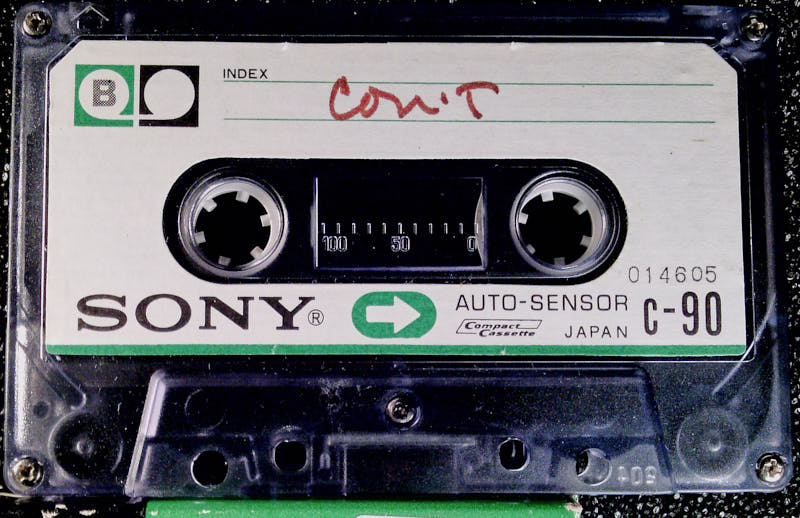 B
INDEX
Con'T
100 50 0
014605
SONY® AUTO-SENSOR C-90
Compact Cassette JAPAN